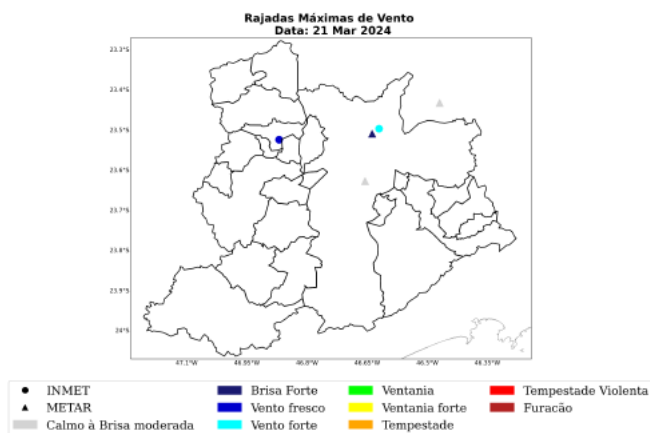 Rajadas Máximas de Vento
Data: 21 Mar 2024
23.1°S
23.4°S
23.5°S
23.6°S
23.7°S
23.8°S
23.9°S
24°S
47.1°W
46.95°W
46.8°W
46.65°W
46.5°W
46.35°W
INMET
METAR
Calmo à Brisa moderada
Brisa Forte
Vento fresco
Vento forte
Ventania
Ventania forte
Tempestade
Tempestade Violenta
Furacão